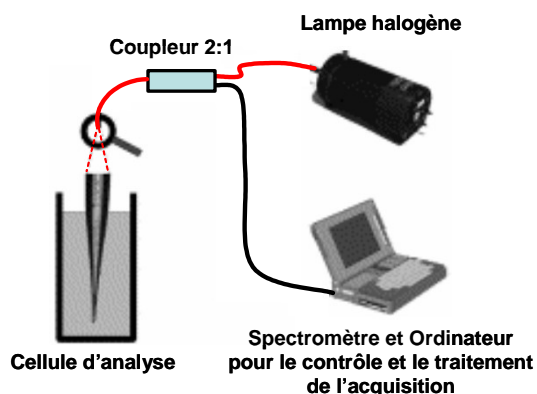 Lampe halogène
Coupleur 2:1
Cellule d'analyse
Spectromètre et Ordinateur
pour le contrôle et le traitement
de l'acquisition